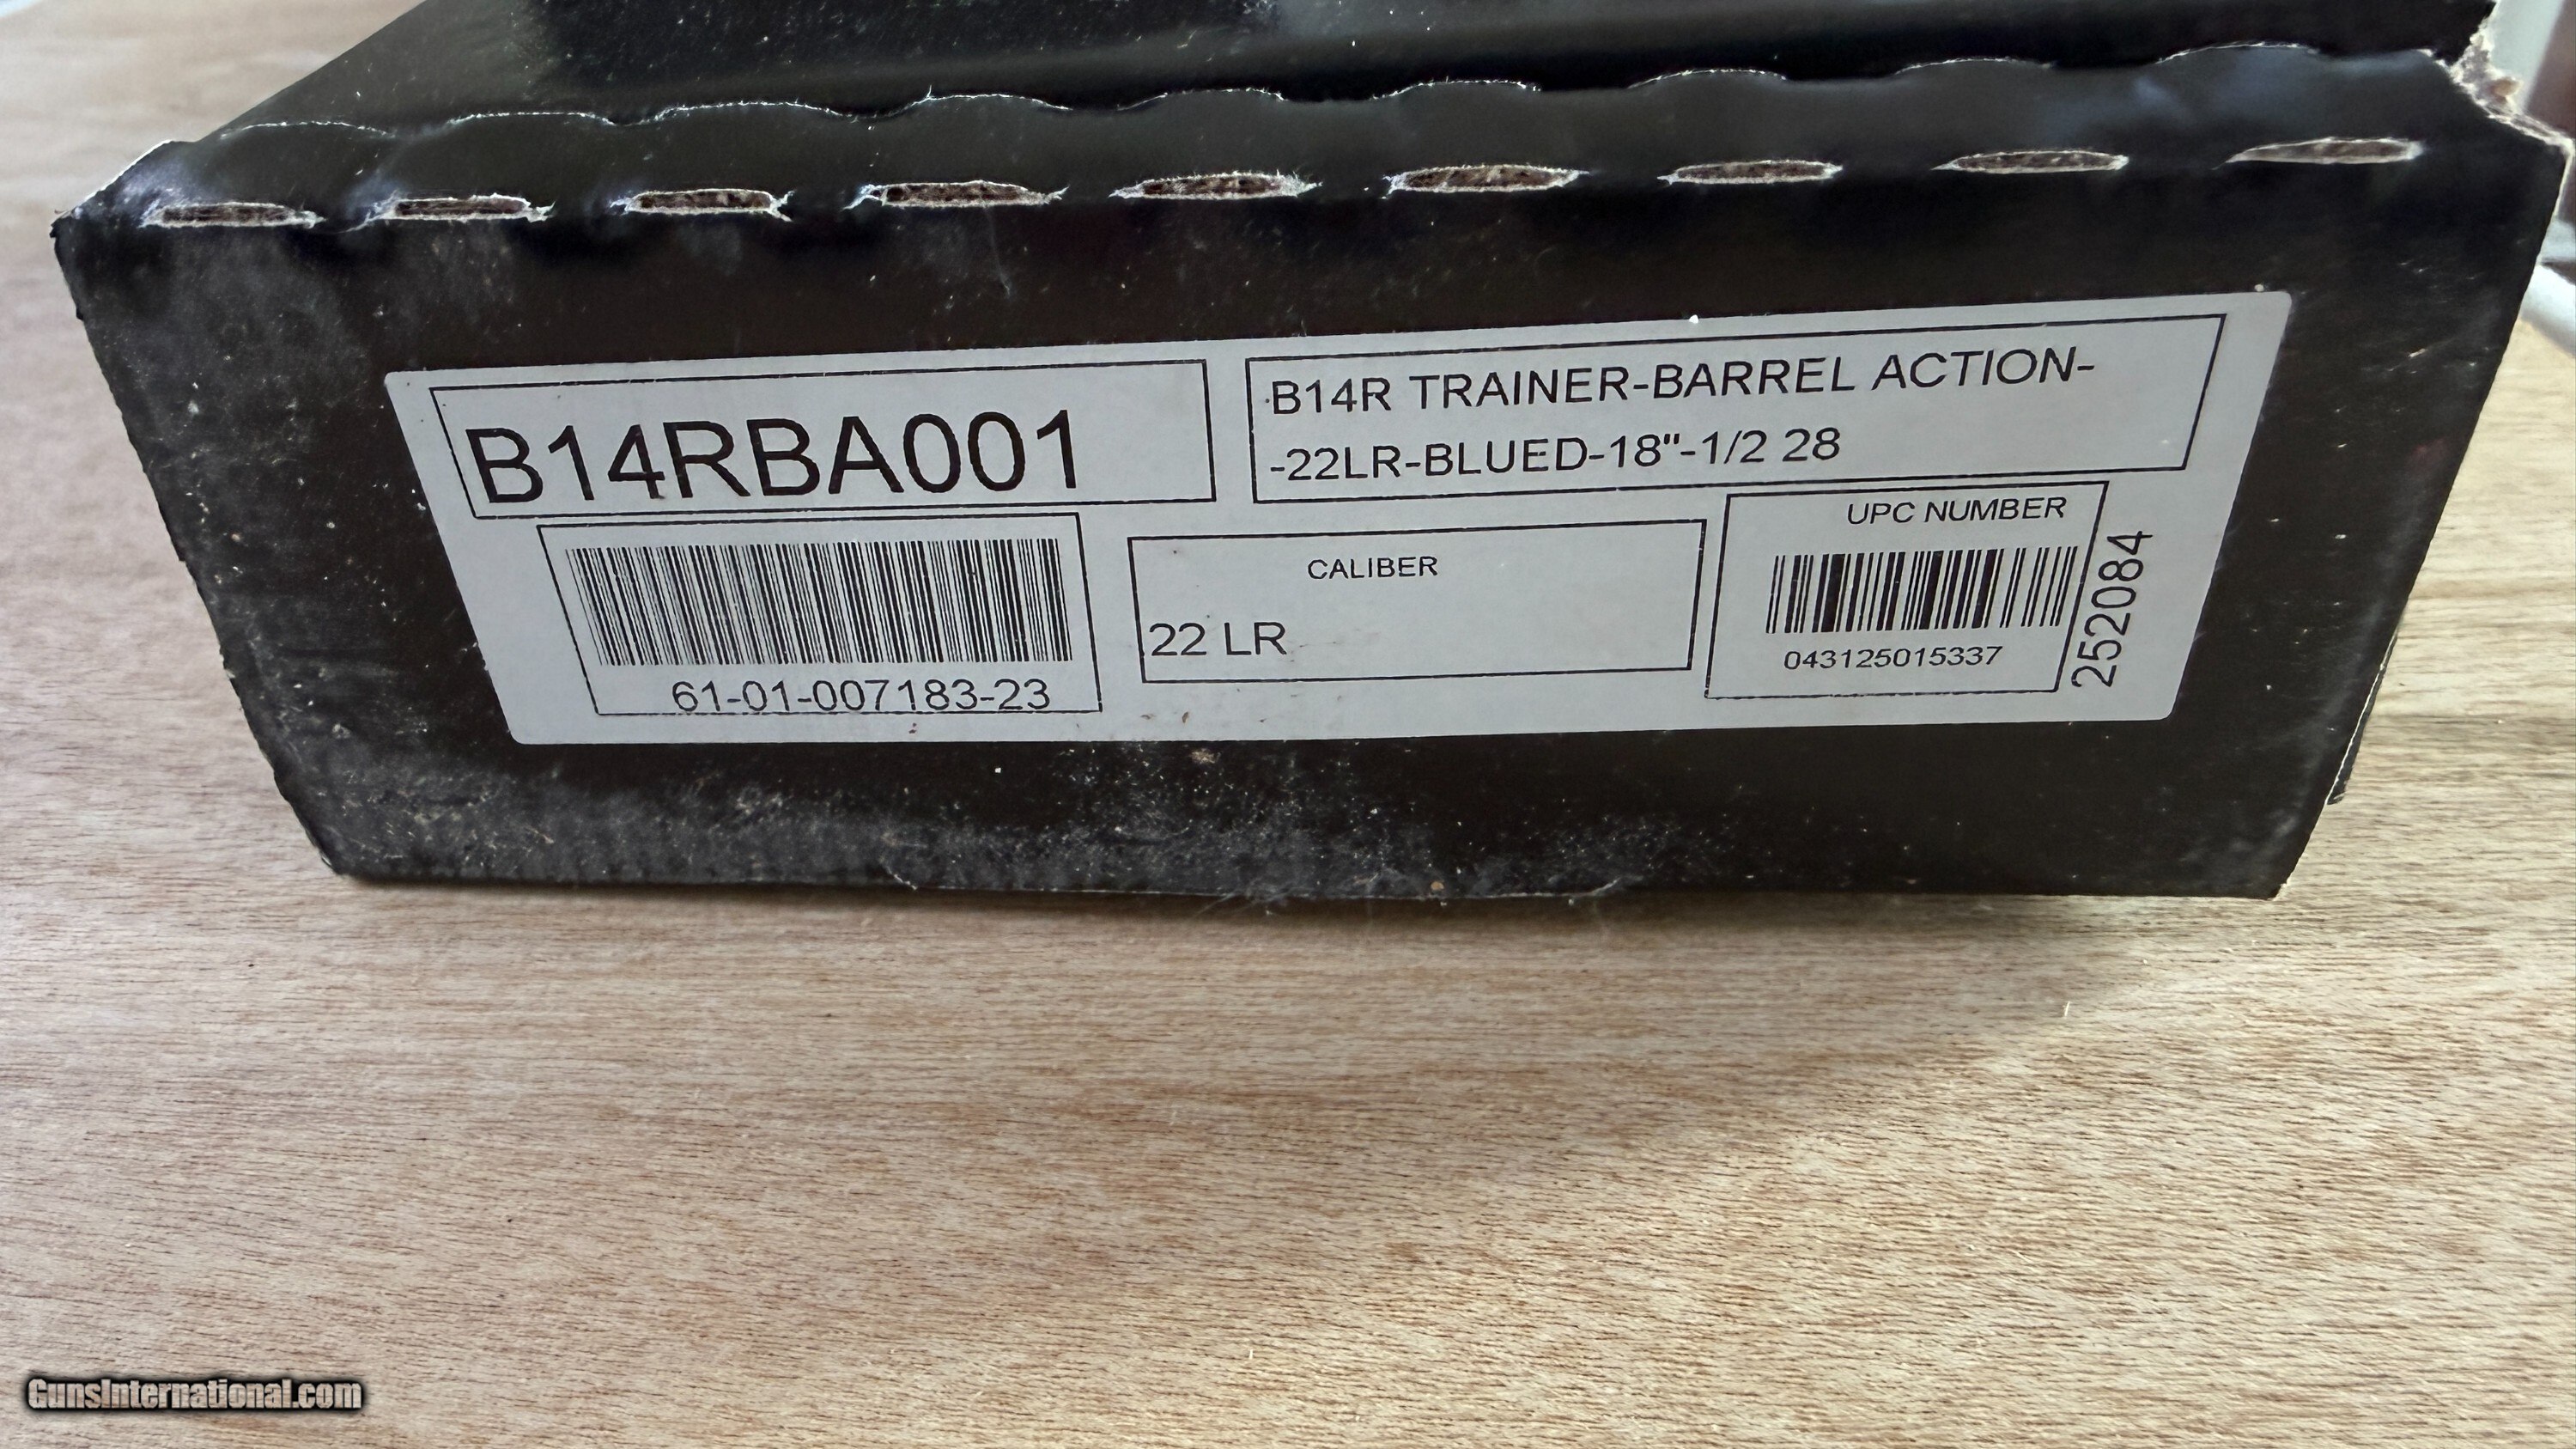 B14RBA001
B14R TRAINER-BARREL ACTION-
-22LR-BLUED-18"-1/2 28
61-01-007183-23
CALIBER
22 LR
UPC NUMBER
043125015337
252084
GunsInternational.com